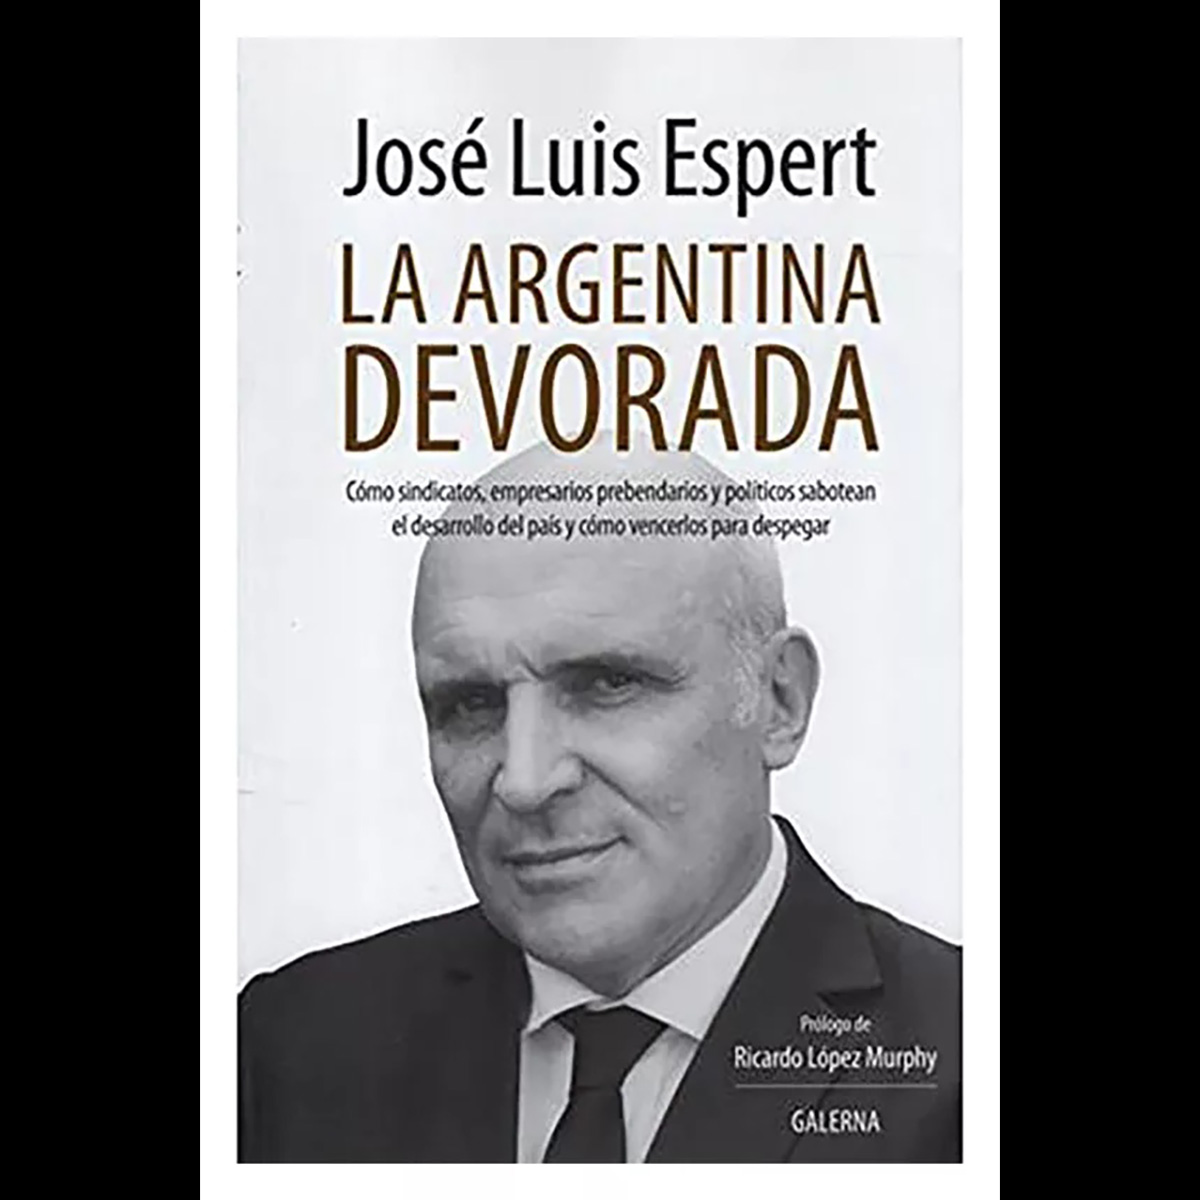 José Luis Espert
LA ARGENTINA
DEVORADA
Cómo sindicatos, empresarios prebendarios y políticos sabotean
el desarrollo del país y cómo vencerlos para despegar
Prólogo de
Ricardo López Murphy
GALERNA